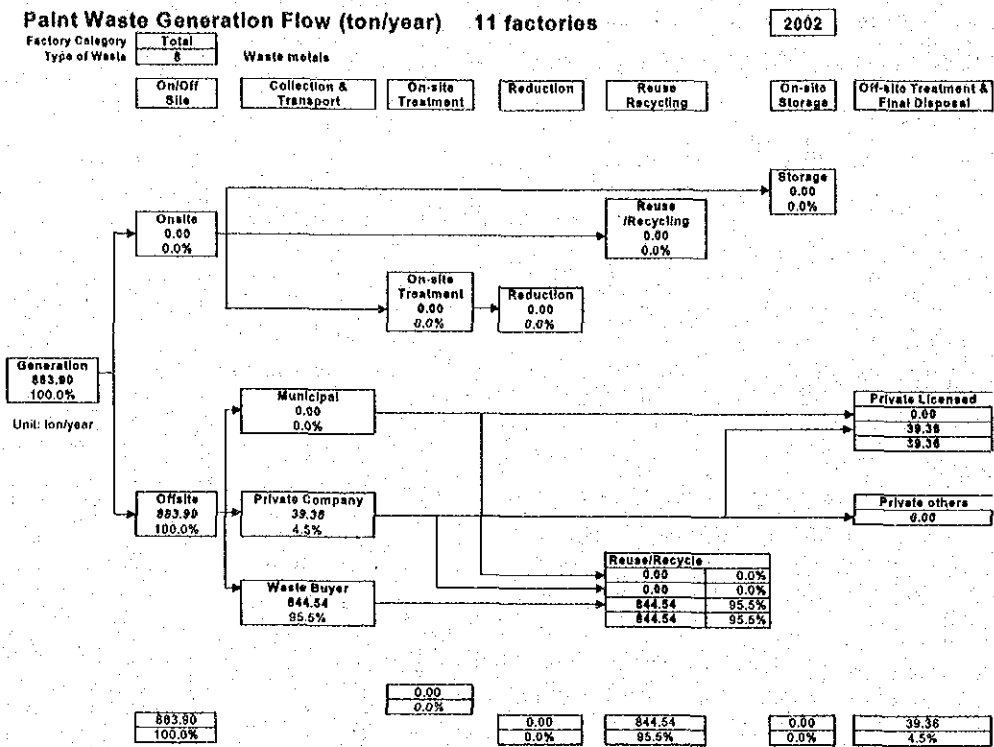 Paint Waste Generation Flow (ton/year) 11 factories 2002
Factory Category Total
Type of Waste 8 Waste metals
On/Off Site
Collection & Transport
On-site Treatment
Reduction
Reuse Recycling
On-site Storage
Off-site Treatment & Final Disposal
Storage
0.00
0.0%
Onsite
0.00
0.0%
Reuse
/Recycling
0.00
0.0%
On-site
Treatment
0.00
0.0%
Reduction
0.00
0.0%
Generation
883.90
100.0%
Unit: ton/year
Municipal
0.00
0.0%
Private Licensed
0.00
39.36
39.36
Offsite
883.90
100.0%
Private Company
39.36
4.5%
Private others
0.00
Waste Buyer
844.54
95.5%
Reuse/Recycle
0.00 0.0%
0.00 0.0%
844.54 95.5%
844.54 95.5%
0.00
0.0%
883.90 0.00 844.54 0.00 39.36
100.0% 0.0% 95.5% 0.0% 4.5%